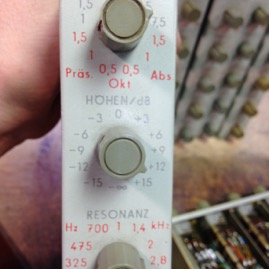 1,5 5
1 7,5
1,5 1,5
1 1
Präs. 0,5 0,5 Abs
Okt
HÖHEN/dB
0
-3 +3
-6 +6
-9 +9
-12 +12
-15 -∞ +15
RESONANZ
Hz 700 1 1,4 kHz
475 2
325 2,8